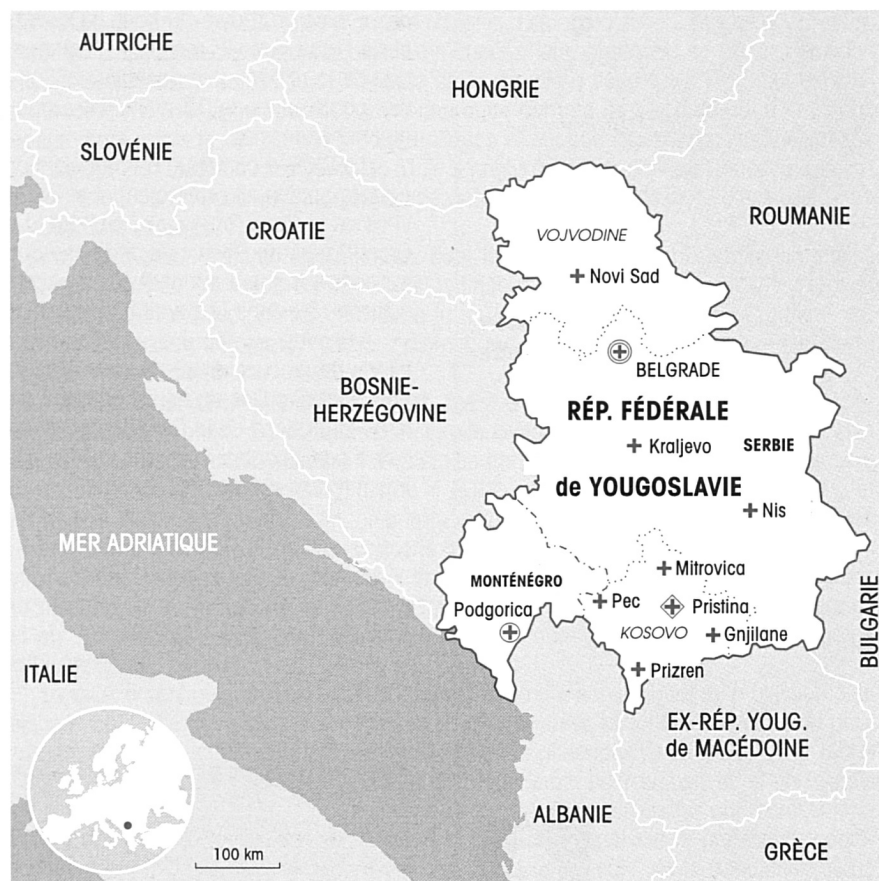 AUTRICHE
HONGRIE
SLOVÉNIE
ROUMANIE
CROATIE
VOJVODINE
Novi Sad
BELGRADE
BOSNIE-
HERZÉGOVINE
RÉP. FÉDÉRALE
Kraljevo
SERBIE
de YOUGOSLAVIE
Nis
MER ADRIATIQUE
Mitrovica
MONTÉNÉGRO
Pec
Pristina
Podgorica
KOSOVO
Gnjilane
BULGARIE
Prizren
ITALIE
EX-RÉP. YOUG.
de MACÉDOINE
ALBANIE
100 km
GRÈCE